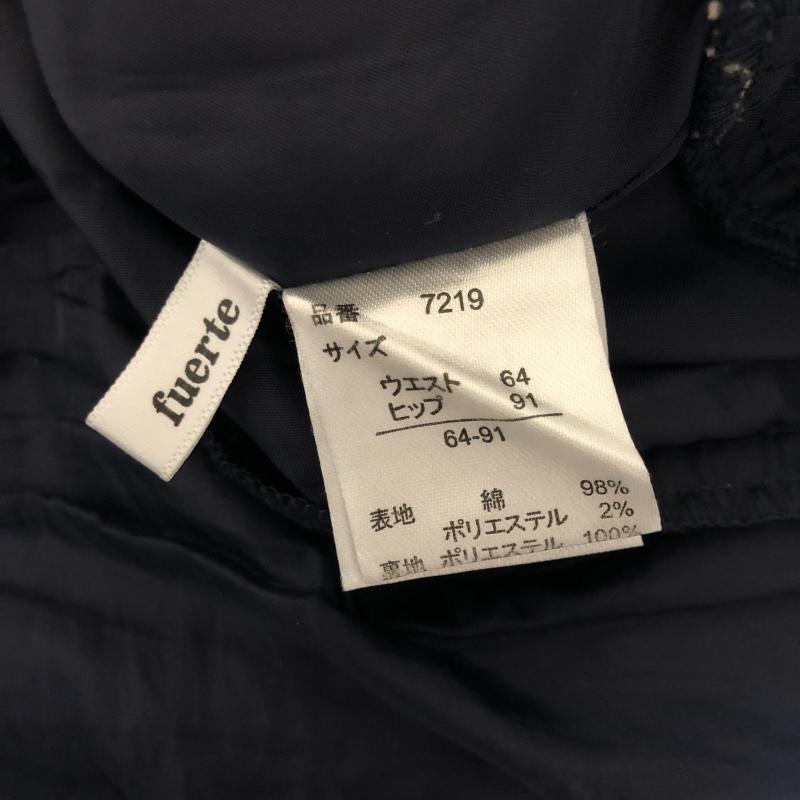 fuerte
品番 7219
サイズ
ウエスト 64
ヒップ 91
64-91
表地 綿 98%
ポリエステル 2%
裏地 ポリエステル 100%